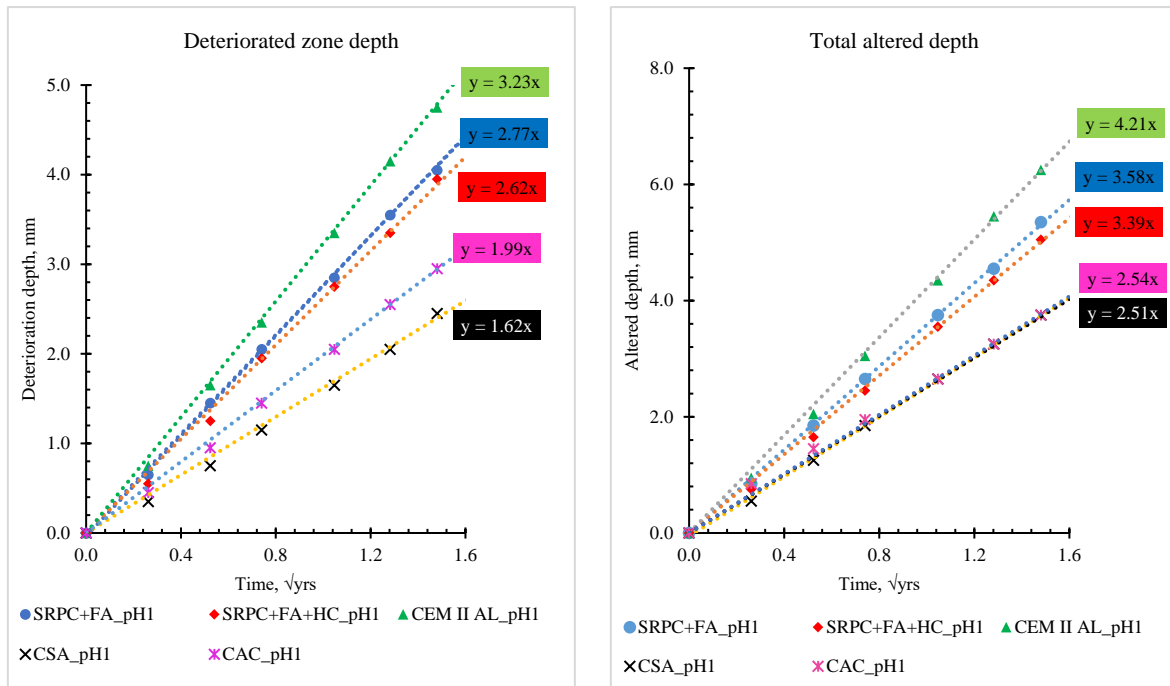 Deteriorated zone depth
5.0
4.0
3.0
2.0
1.0
0.0
Deterioration depth, mm
0.0 0.4 0.8 1.2 1.6
Time, √yrs
y = 3.23x
y = 2.77x
y = 2.62x
y = 1.99x
y = 1.62x
SRPC+FA_pH1 SRPC+FA+HC_pH1 CEM II AL_pH1
CSA_pH1 CAC_pH1
Total altered depth
8.0
6.0
4.0
2.0
0.0
Altered depth, mm
0.0 0.4 0.8 1.2 1.6
Time, √yrs
y = 4.21x
y = 3.58x
y = 3.39x
y = 2.54x
y = 2.51x
SRPC+FA_pH1 SRPC+FA+HC_pH1 CEM II AL_pH1
CSA_pH1 CAC_pH1